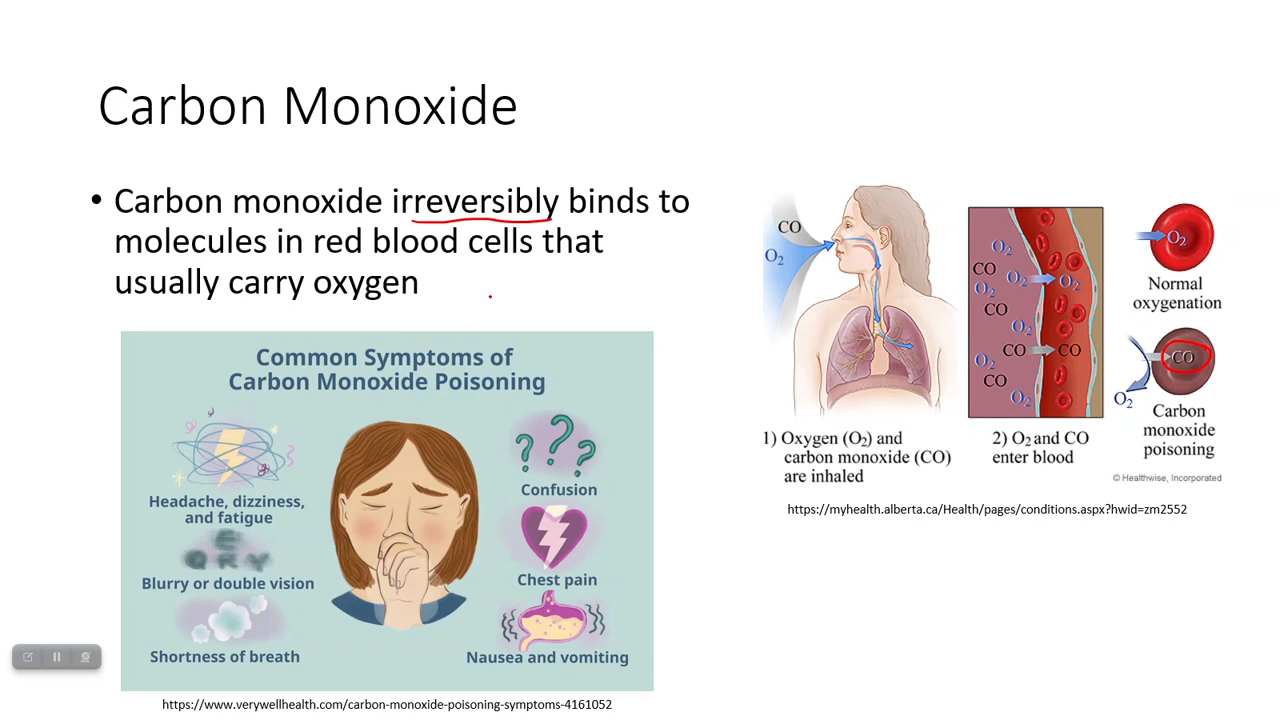 Carbon Monoxide
• Carbon monoxide irreversibly binds to
molecules in red blood cells that
usually carry oxygen
Common Symptoms of
Carbon Monoxide Poisoning
Headache, dizziness,
and fatigue
E
Q R Y
Blurry or double vision
Shortness of breath
? ? ?
Confusion
Chest pain
Nausea and vomiting
https://www.verywellhealth.com/carbon-monoxide-poisoning-symptoms-4161052
CO
O₂
1) Oxygen (O₂) and
carbon monoxide (CO)
are inhaled
O₂
CO
O₂ O₂ O₂
CO
O₂
CO CO
O₂
CO
O₂
2) O₂ and CO
enter blood
O₂
Normal
oxygenation
CO
O₂
Carbon
monoxide
poisoning
© Healthwise, Incorporated
https://myhealth.alberta.ca/Health/pages/conditions.aspx?hwid=zm2552